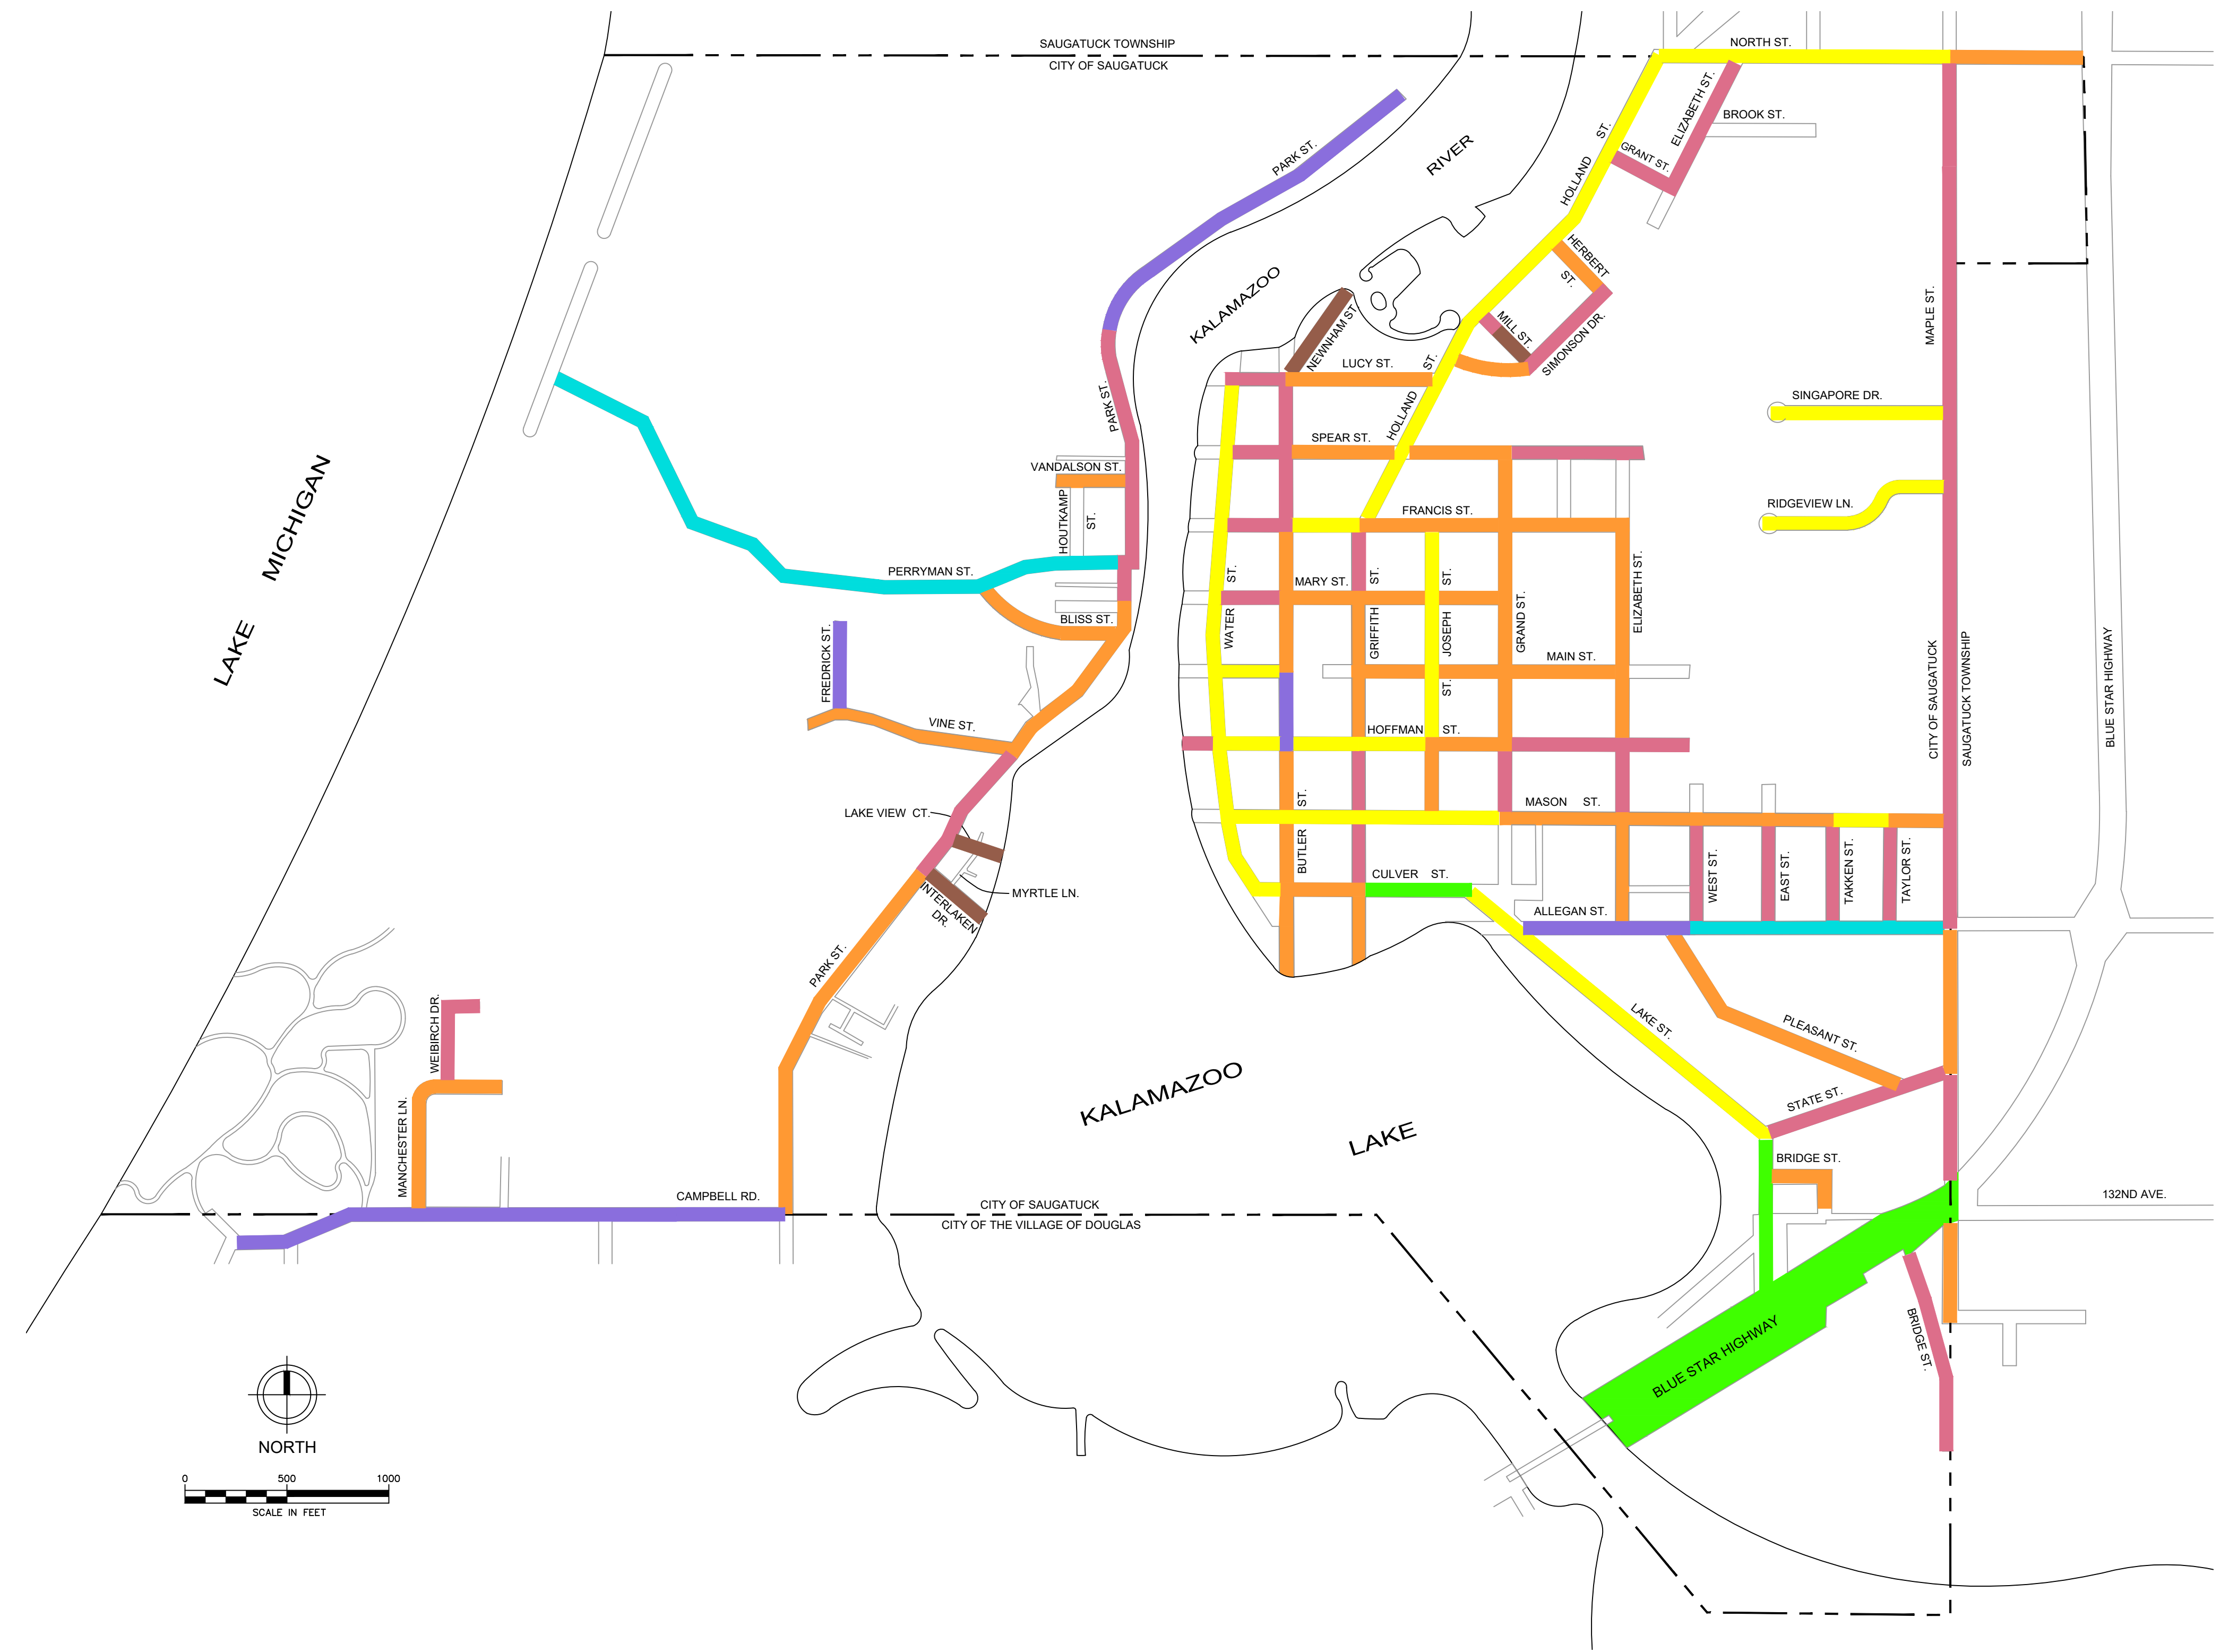 SAUGATUCK TOWNSHIP
CITY OF SAUGATUCK
NORTH ST.
ELIZABETH ST.
BROOK ST.
GRANT ST.
HOLLAND ST.
PARK ST.
KALAMAZOO RIVER
HERBERT ST.
MILL ST.
SIMONSON DR.
NEWNHAM ST.
LUCY ST.
MAPLE ST.
SINGAPORE DR.
PARK ST.
HOLLAND ST.
SPEAR ST.
VANDALSON ST.
HOUTKAMP ST.
RIDGEVIEW LN.
FRANCIS ST.
LAKE MICHIGAN
PERRYMAN ST.
MARY ST.
WATER ST.
GRIFFITH ST.
JOSEPH ST.
ST.
GRAND ST.
ELIZABETH ST.
BLISS ST.
FREDRICK ST.
MAIN ST.
CITY OF SAUGATUCK
SAUGATUCK TOWNSHIP
BLUE STAR HIGHWAY
VINE ST.
HOFFMAN ST.
LAKE VIEW CT.
BUTLER ST.
MASON ST.
CULVER ST.
WEST ST.
EAST ST.
TAKKEN ST.
TAYLOR ST.
MYRTLE LN.
INTERLAKEN DR.
ALLEGAN ST.
PARK ST.
WEIBIRCH DR.
LAKE ST.
PLEASANT ST.
STATE ST.
MANCHESTER LN.
KALAMAZOO LAKE
BRIDGE ST.
CAMPBELL RD.
CITY OF SAUGATUCK
CITY OF THE VILLAGE OF DOUGLAS
132ND AVE.
BLUE STAR HIGHWAY
BRIDGE ST.
NORTH
0 500 1000
SCALE IN FEET